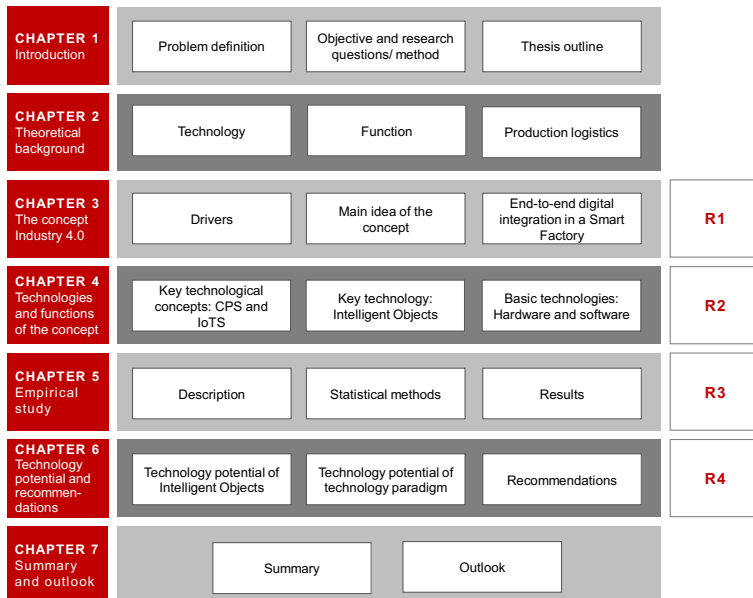 CHAPTER 1
Introduction
Problem definition
Objective and research
questions/ method
Thesis outline
CHAPTER 2
Theoretical
background
Technology
Function
Production logistics
CHAPTER 3
The concept
Industry 4.0
Drivers
Main idea of the
concept
End-to-end digital
integration in a Smart
Factory
R1
CHAPTER 4
Technologies
and functions
of the concept
Key technological
concepts: CPS and
IoTS
Key technology:
Intelligent Objects
Basic technologies:
Hardware and software
R2
CHAPTER 5
Empirical
study
Description
Statistical methods
Results
R3
CHAPTER 6
Technology
potential and
recommen-
dations
Technology potential of
Intelligent Objects
Technology potential of
technology paradigm
Recommendations
R4
CHAPTER 7
Summary
and outlook
Summary
Outlook